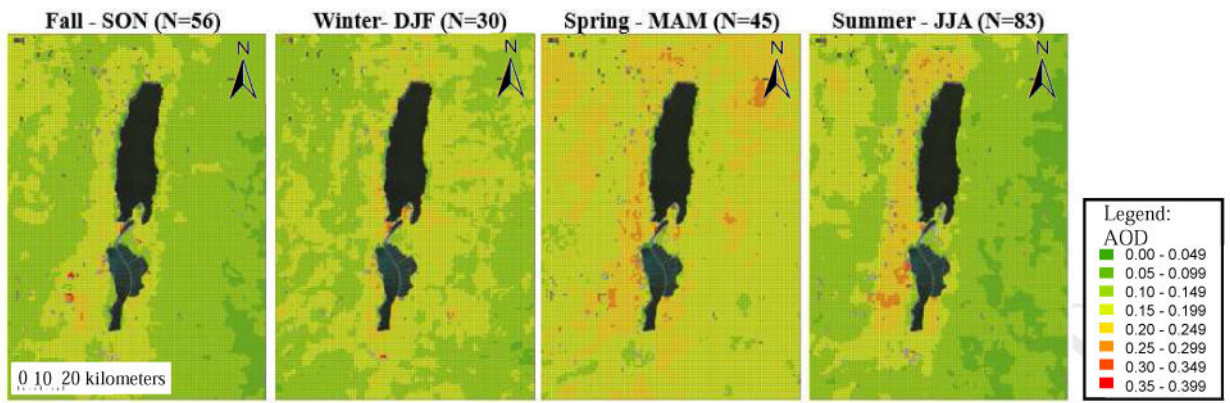 Fall - SON (N=56)
Winter- DJF (N=30)
Spring - MAM (N=45)
Summer - JJA (N=83)
N
N
N
N
0 10 20 kilometers
Legend:
AOD
0.00 - 0.049
0.05 - 0.099
0.10 - 0.149
0.15 - 0.199
0.20 - 0.249
0.25 - 0.299
0.30 - 0.349
0.35 - 0.399